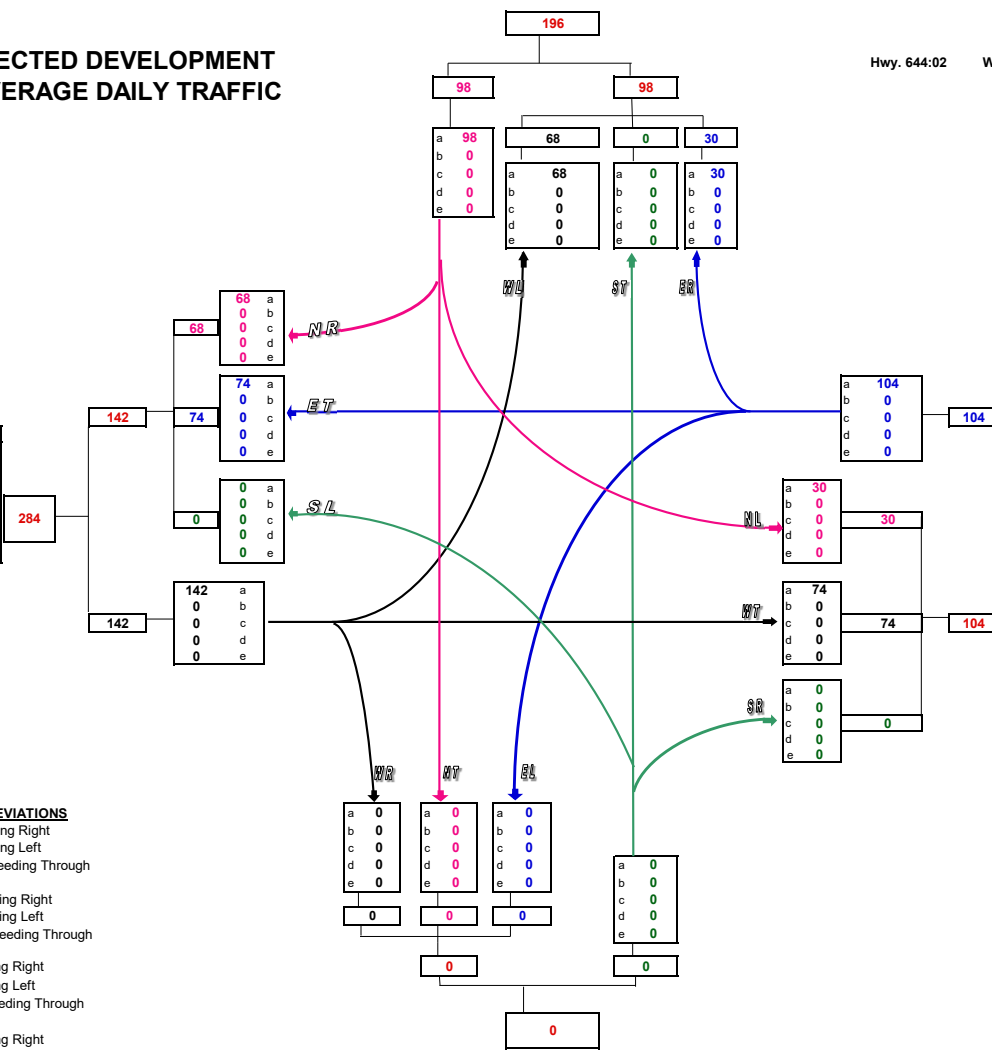 196
ECTED DEVELOPMENT
ERAGE DAILY TRAFFIC
Hwy. 644:02 W
98 98
68 0 30
a 98
b 0
c 0
d 0
e 0
a 68
b 0
c 0
d 0
e 0
a 0
b 0
c 0
d 0
e 0
a 30
b 0
c 0
d 0
e 0
WL ST ER
68 a
0 b
0 c
0 d
0 e
68
NR
74 a
0 b
0 c
0 d
0 e
142 74
ET
a 104
b 0
c 0
d 0
e 0
104
0 a
0 b
0 c
0 d
0 e
284
0
SL
a 30
b 0
c 0
d 0
e 0
NL
30
142 a
0 b
0 c
0 d
0 e
142
WT
a 74
b 0
c 0
d 0
e 0
74
104
SR
a 0
b 0
c 0
d 0
e 0
0
WR NT EL
a 0
b 0
c 0
d 0
e 0
a 0
b 0
c 0
d 0
e 0
a 0
b 0
c 0
d 0
e 0
a 0
b 0
c 0
d 0
e 0
0 0 0
0 0
0
EVIATIONS
ng Right
ng Left
eeding Through
ing Right
ing Left
eeding Through
ng Right
ng Left
eding Through
ng Right